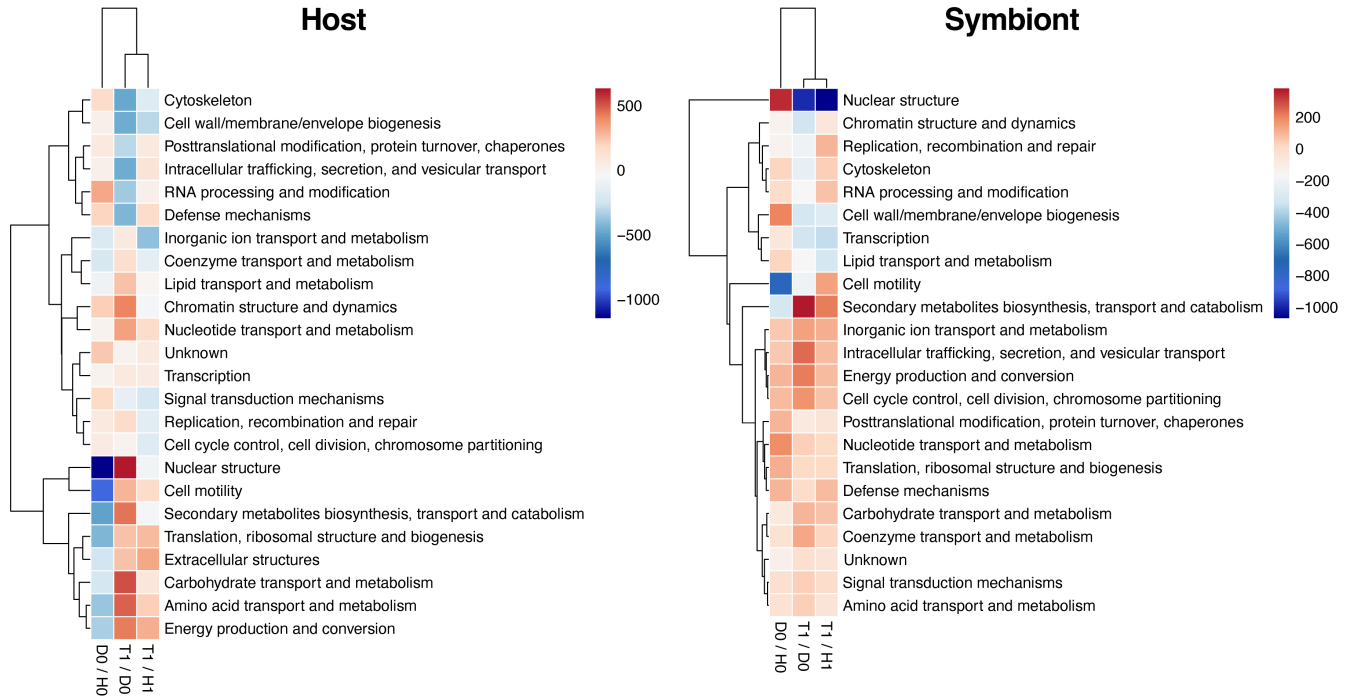 Host
Cytoskeleton
Cell wall/membrane/envelope biogenesis
Posttranslational modification, protein turnover, chaperones
Intracellular trafficking, secretion, and vesicular transport
RNA processing and modification
Defense mechanisms
Inorganic ion transport and metabolism
Coenzyme transport and metabolism
Lipid transport and metabolism
Chromatin structure and dynamics
Nucleotide transport and metabolism
Unknown
Transcription
Signal transduction mechanisms
Replication, recombination and repair
Cell cycle control, cell division, chromosome partitioning
Nuclear structure
Cell motility
Secondary metabolites biosynthesis, transport and catabolism
Translation, ribosomal structure and biogenesis
Extracellular structures
Carbohydrate transport and metabolism
Amino acid transport and metabolism
Energy production and conversion
D0 / H0
T1 / D0
T1 / H1
500
0
−500
−1000
Symbiont
Nuclear structure
Chromatin structure and dynamics
Replication, recombination and repair
Cytoskeleton
RNA processing and modification
Cell wall/membrane/envelope biogenesis
Transcription
Lipid transport and metabolism
Cell motility
Secondary metabolites biosynthesis, transport and catabolism
Inorganic ion transport and metabolism
Intracellular trafficking, secretion, and vesicular transport
Energy production and conversion
Cell cycle control, cell division, chromosome partitioning
Posttranslational modification, protein turnover, chaperones
Nucleotide transport and metabolism
Translation, ribosomal structure and biogenesis
Defense mechanisms
Carbohydrate transport and metabolism
Coenzyme transport and metabolism
Unknown
Signal transduction mechanisms
Amino acid transport and metabolism
D0 / H0
T1 / D0
T1 / H1
200
0
−200
−400
−600
−800
−1000